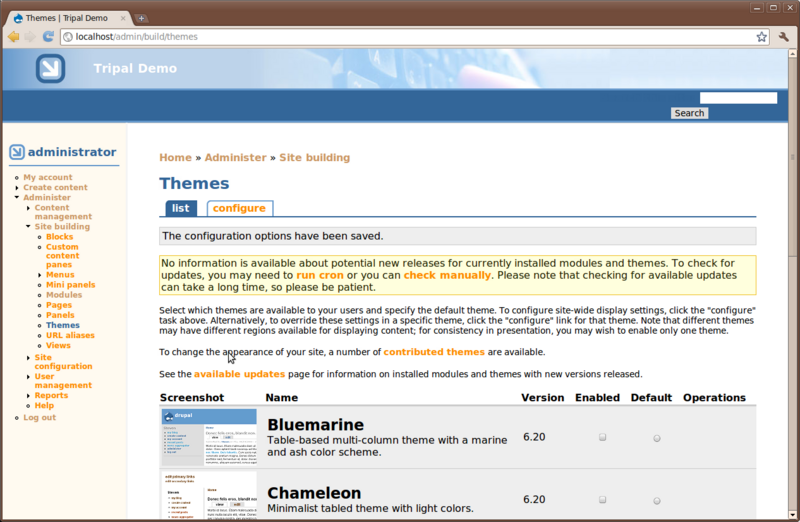 Themes | Tripal Demo
localhost/admin/build/themes
Tripal Demo
Search
administrator
My account
Create content
Administer
Content
management
Site building
Blocks
Custom
content
panes
Menus
Mini panels
Modules
Pages
Panels
Themes
URL aliases
Views
Site
configuration
User
management
Reports
Help
Log out
Home » Administer » Site building
Themes
list configure
The configuration options have been saved.
No information is available about potential new releases for currently installed modules and themes. To check for
updates, you may need to run cron or you can check manually. Please note that checking for available updates
can take a long time, so please be patient.
Select which themes are available to your users and specify the default theme. To configure site-wide display settings, click the "configure"
task above. Alternatively, to override these settings in a specific theme, click the "configure" link for that theme. Note that different themes
may have different regions available for displaying content; for consistency in presentation, you may wish to enable only one theme.
To change the appearance of your site, a number of contributed themes are available.
See the available updates page for information on installed modules and themes with new versions released.
Screenshot Name Version Enabled Default Operations
drupal
Bluemarine
Table-based multi-column theme with a marine
and ash color scheme.
6.20
Chameleon
Minimalist tabled theme with light colors.
6.20